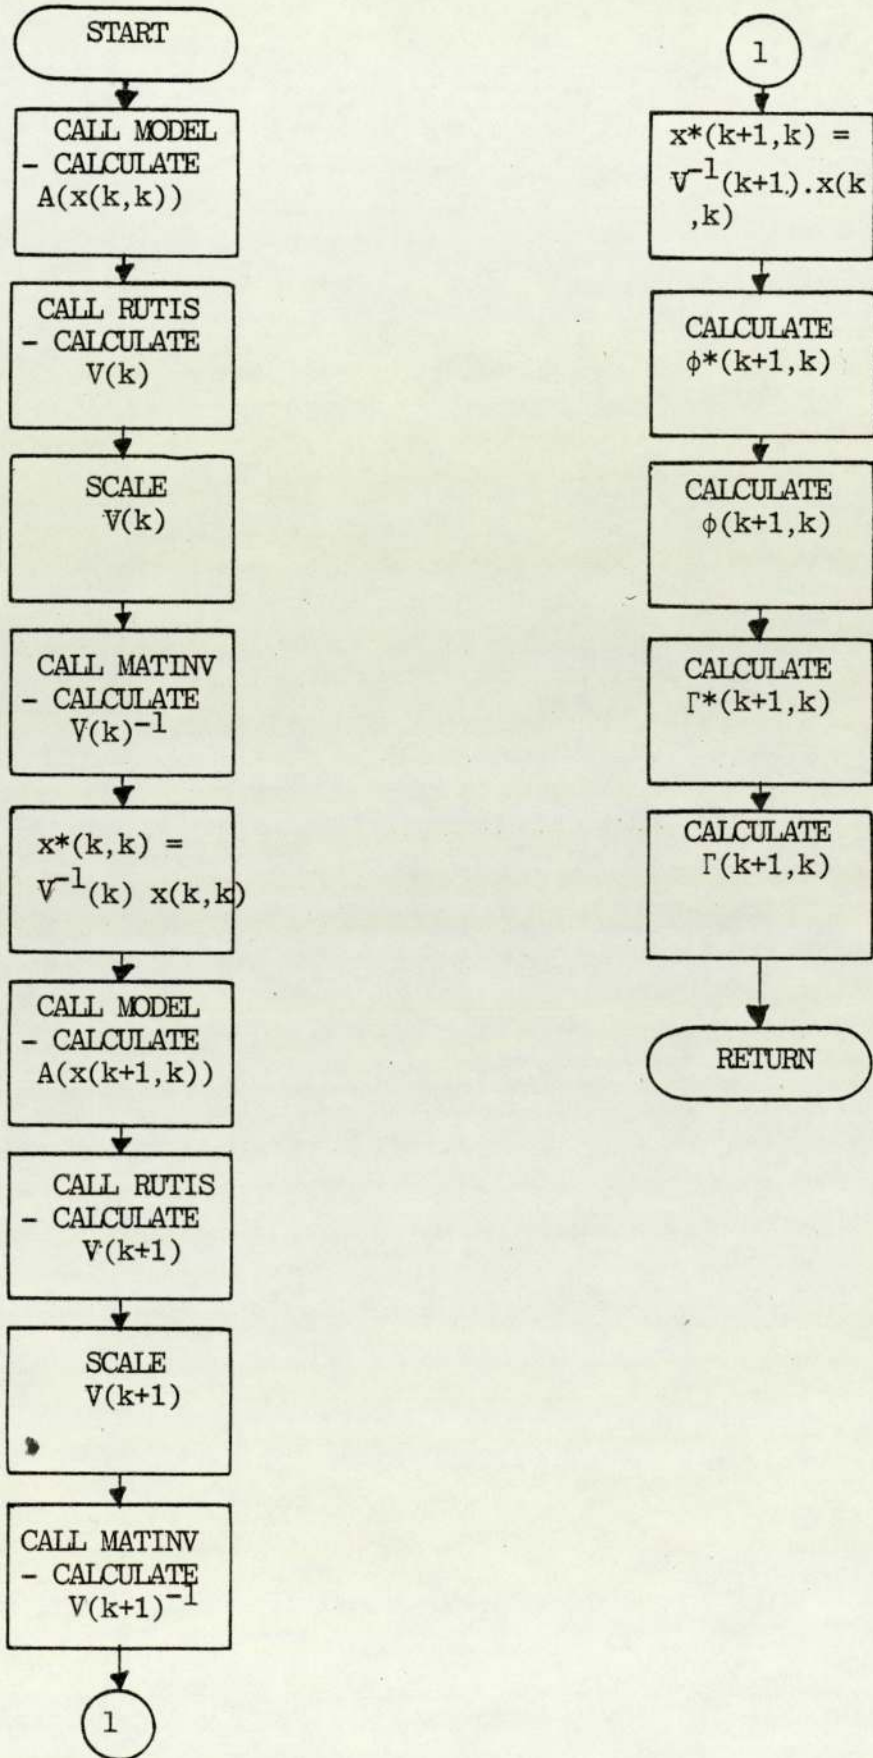 START
CALL MODEL
- CALCULATE
A(x(k,k))
CALL RUTIS
- CALCULATE
V(k)
SCALE
V(k)
CALL MATINV
- CALCULATE
V(k)⁻¹
x*(k,k) =
V⁻¹(k) x(k,k)
CALL MODEL
- CALCULATE
A(x(k+1,k))
CALL RUTIS
- CALCULATE
V(k+1)
SCALE
V(k+1)
CALL MATINV
- CALCULATE
V(k+1)⁻¹
1
1
x*(k+1,k) =
V⁻¹(k+1).x(k
,k)
CALCULATE
ϕ*(k+1,k)
CALCULATE
ϕ(k+1,k)
CALCULATE
Γ*(k+1,k)
CALCULATE
Γ(k+1,k)
RETURN